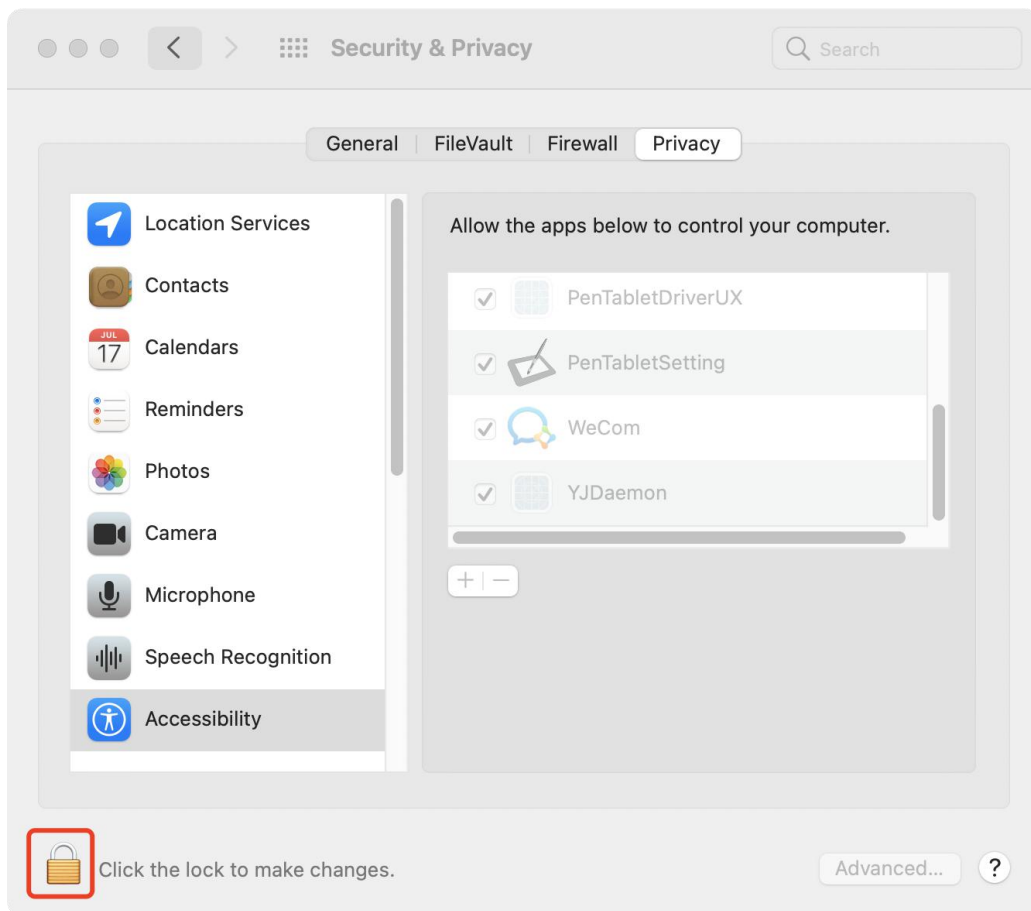 Security & Privacy
Search
General
FileVault
Firewall
Privacy
Location Services
Contacts
JUL
17
Calendars
Reminders
Photos
Camera
Microphone
Speech Recognition
Accessibility
Allow the apps below to control your computer.
PenTabletDriverUX
PenTabletSetting
WeCom
YJDaemon
Click the lock to make changes.
Advanced...
?